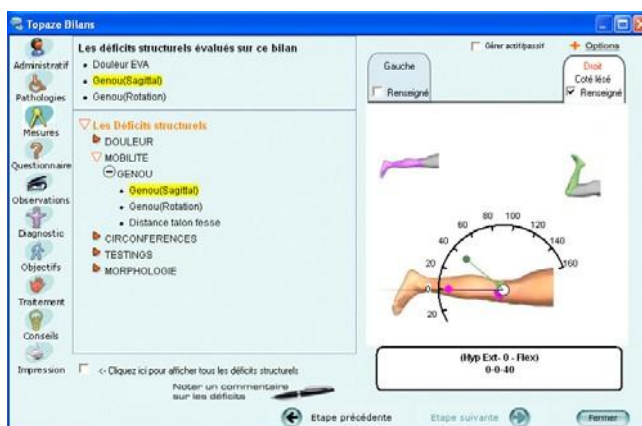 Topaze Bilans
Administratif
Pathologies
Mesures
Questionnaire
Observations
Diagnostic
Objectifs
Traitement
Conseils
Impression
Les déficits structurels évalués sur ce bilan
• Douleur EVA
• Genou(Sagittal)
• Genou(Rotation)
Les Déficits structurels
DOULEUR
MOBILITE
GENOU
• Genou(Sagittal)
• Genou(Rotation)
• Distance talon fesse
CIRCONFERENCES
TESTINGS
MORPHOLOGIE
<- Cliquez ici pour afficher tous les déficits structurels
Noter un commentaire
sur les déficits
Gérer actif/passif
Options
Gauche
Renseigné
Droit
Coté lésé
Renseigné
20
0
20
40
60
80
100
120
140
160
(Hyp Ext- 0 - Flex)
0-0-40
Etape précédente
Etape suivante
Fermer